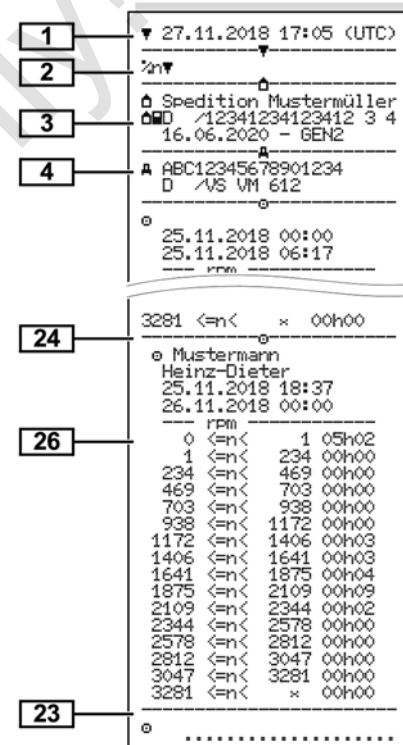 1 ▼ 27.11.2018 17:05 (UTC)
2 %n▼
Spedition Mustermüller
3 D /12341234123412 3 4
16.06.2020 - GEN2
4 ABC12345678901234
D /VS VM 612
25.11.2018 00:00
25.11.2018 06:17
--- rpm ---
3281 <=n< x 00h00
24
Mustermann
Heinz-Dieter
25.11.2018 18:37
26.11.2018 00:00
--- rpm ---
26 0 <=n< 1 05h02
1 <=n< 234 00h00
234 <=n< 469 00h00
469 <=n< 703 00h00
703 <=n< 938 00h00
938 <=n< 1172 00h00
1172 <=n< 1406 00h03
1406 <=n< 1641 00h03
1641 <=n< 1875 00h04
1875 <=n< 2109 00h09
2109 <=n< 2344 00h02
2344 <=n< 2578 00h00
2578 <=n< 2812 00h00
2812 <=n< 3047 00h00
3047 <=n< 3281 00h00
3281 <=n< x 00h00
23
....................